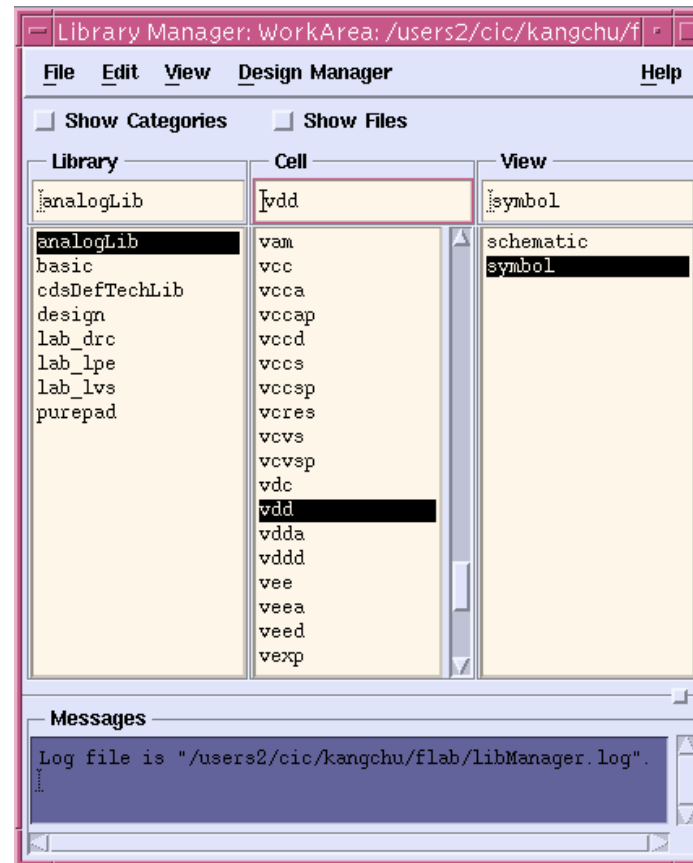 Library Manager: WorkArea: /users2/cic/kangchu/f
File Edit View Design Manager Help
Show Categories Show Files
Library Cell View
analogLib vdd symbol
analogLib
basic
cdsDefTechLib
design
lab_drc
lab_lpe
lab_lvs
purepad
vam
vcc
vcca
vccap
vccd
vccs
vccsp
vcres
vcvs
vcvsp
vdc
vdd
vdda
vddd
vee
veea
veed
vexp
schematic
symbol
Messages
Log file is "/users2/cic/kangchu/flab/libManager.log".